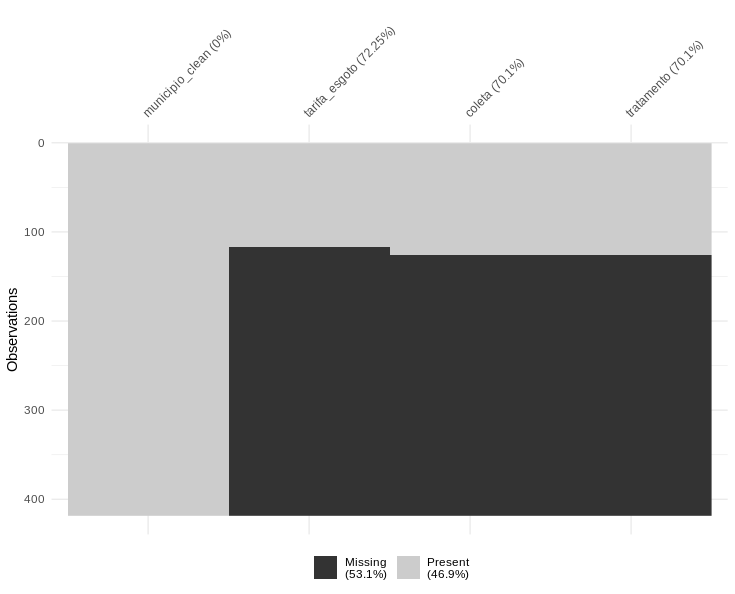 municipio_clean (0%)
tarifa_esgoto (72.25%)
coleta (70.1%)
tratamento (70.1%)
0
100
200
300
400
Observations
Missing
(53.1%)
Present
(46.9%)